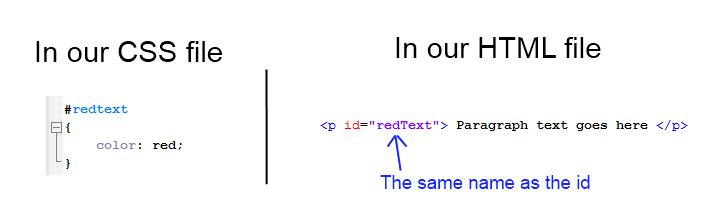 In our CSS file
#redtext
{
color: red;
}
In our HTML file
<p id="redText"> Paragraph text goes here </p>
The same name as the id